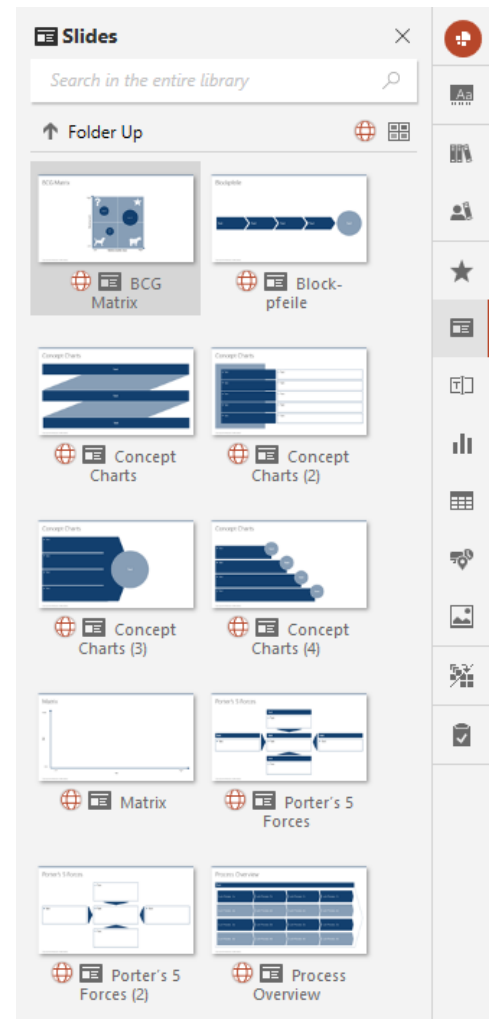 Slides
Search in the entire library
Folder Up
BCG-Matrix
Blockpfeile
BCG
Matrix
Block-
pfeile
Concept Charts
Concept Charts
Concept
Charts
Concept
Charts (2)
Concept Charts
Concept Charts
Concept
Charts (3)
Concept
Charts (4)
Matrix
Porter's 5 Forces
Matrix
Porter's 5
Forces
Porter's 5 Forces
Process Overview
Porter's 5
Forces (2)
Process
Overview
Aa
T